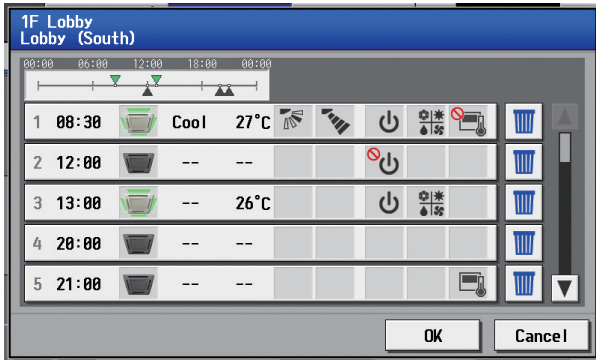 1F Lobby
Lobby (South)
00:00 06:00 12:00 18:00 00:00
1 08:30 Cool 27°C
2 12:00 -- --
3 13:00 -- 26°C
4 20:00 -- --
5 21:00 -- --
OK Cancel